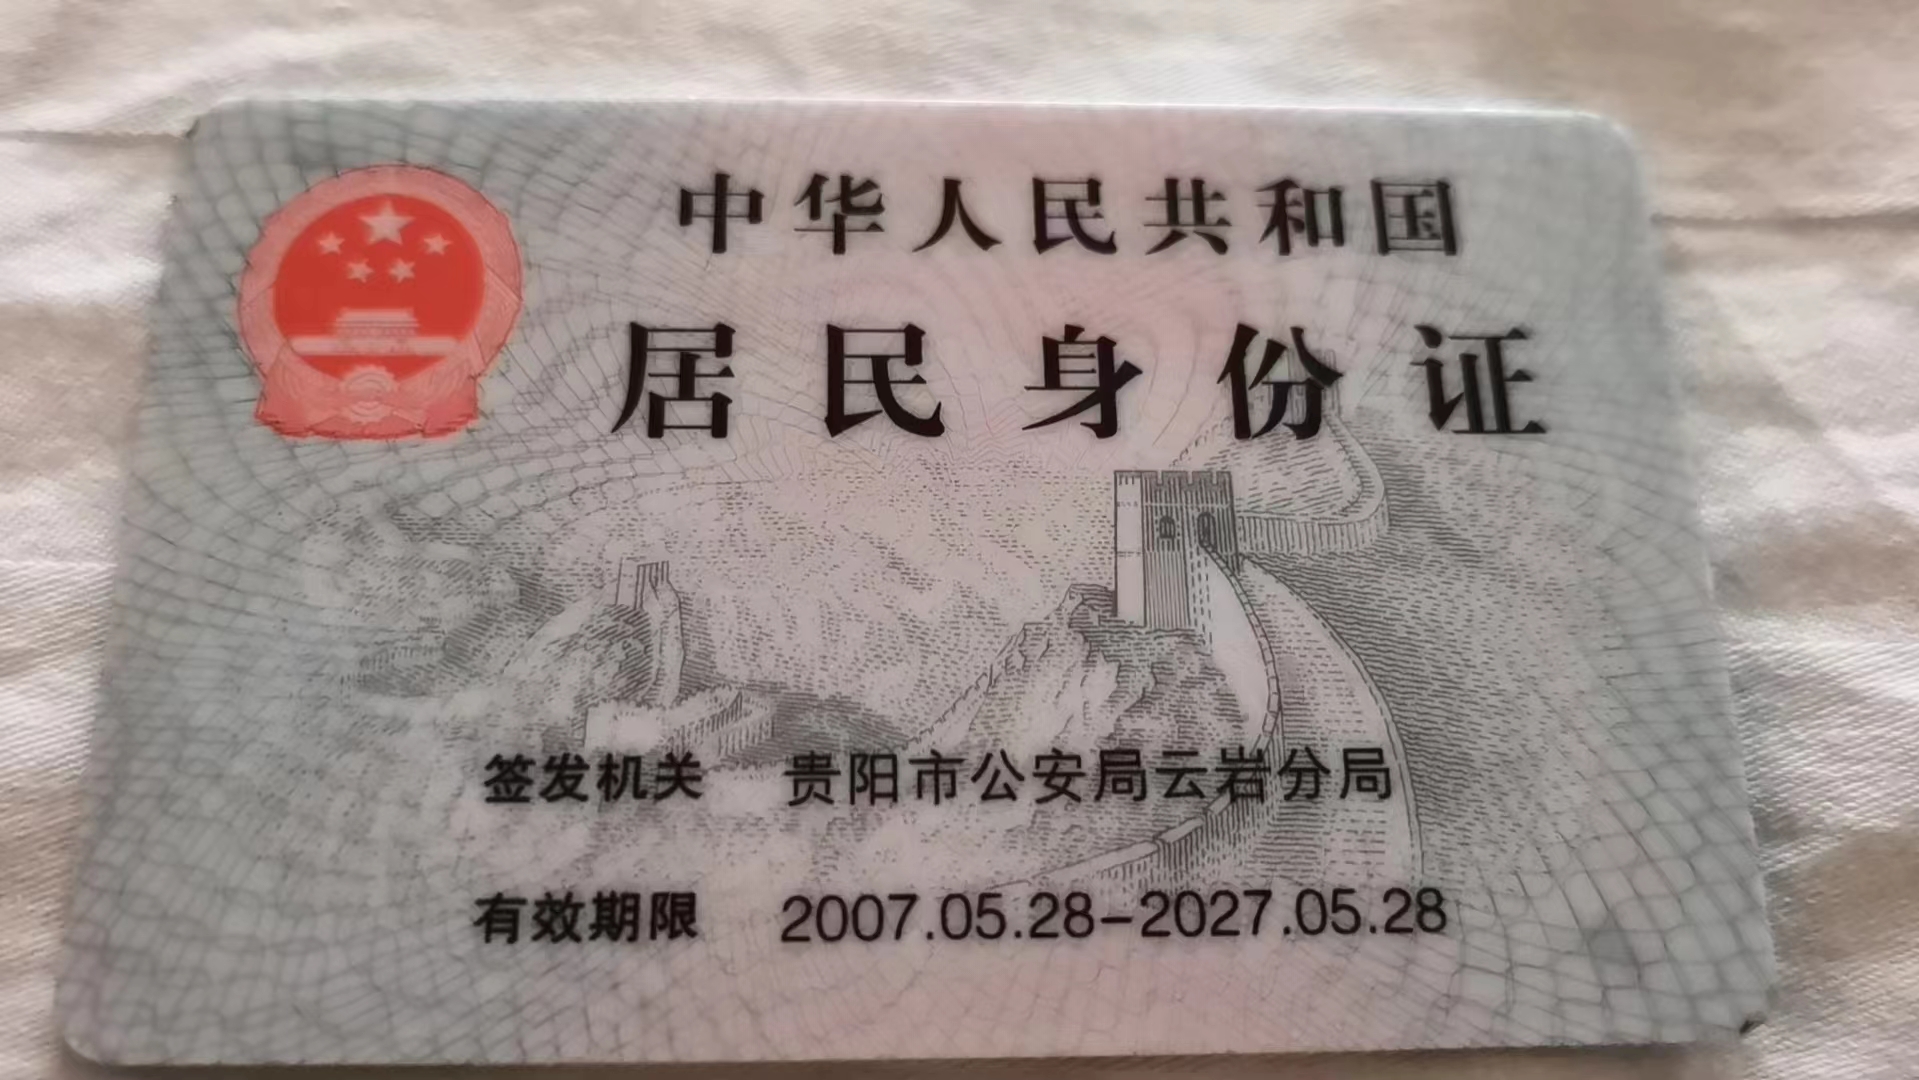 中华人民共和国
居民身份证
签发机关 贵阳市公安局云岩分局
有效期限 2007.05.28-2027.05.28